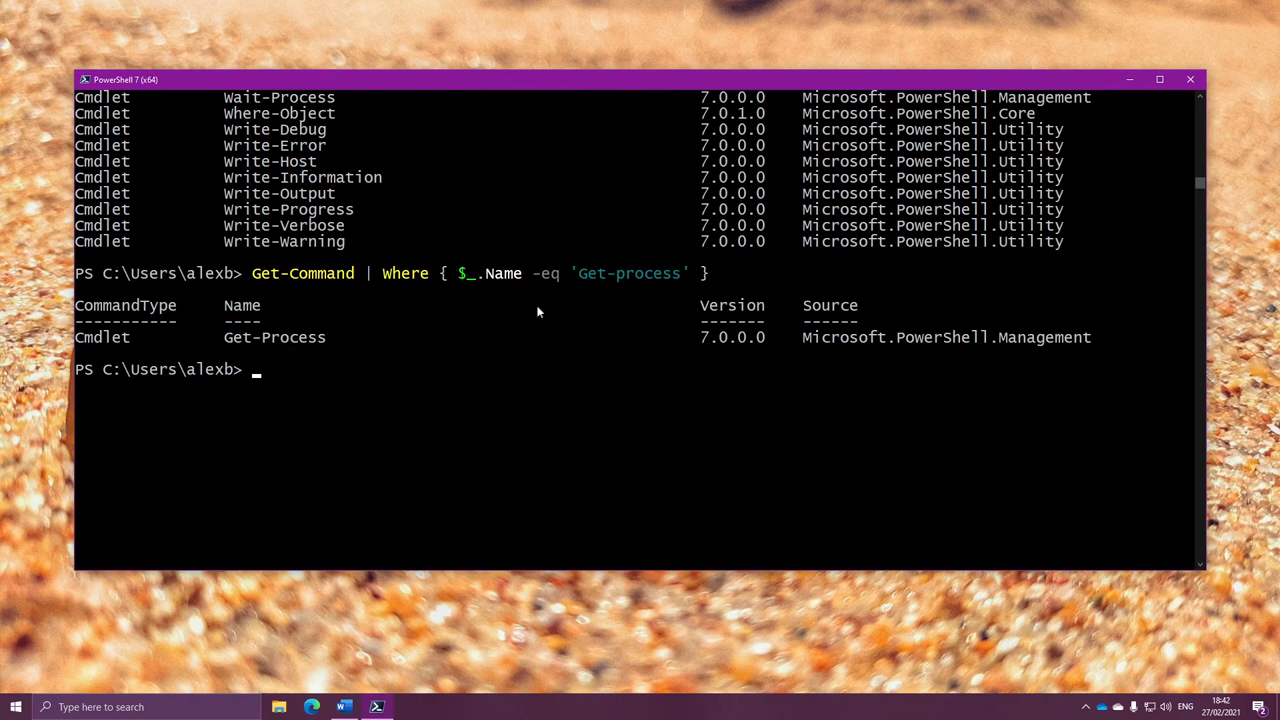 PowerShell 7 (x64)
Cmdlet Wait-Process 7.0.0.0 Microsoft.PowerShell.Management
Cmdlet Where-Object 7.0.1.0 Microsoft.PowerShell.Core
Cmdlet Write-Debug 7.0.0.0 Microsoft.PowerShell.Utility
Cmdlet Write-Error 7.0.0.0 Microsoft.PowerShell.Utility
Cmdlet Write-Host 7.0.0.0 Microsoft.PowerShell.Utility
Cmdlet Write-Information 7.0.0.0 Microsoft.PowerShell.Utility
Cmdlet Write-Output 7.0.0.0 Microsoft.PowerShell.Utility
Cmdlet Write-Progress 7.0.0.0 Microsoft.PowerShell.Utility
Cmdlet Write-Verbose 7.0.0.0 Microsoft.PowerShell.Utility
Cmdlet Write-Warning 7.0.0.0 Microsoft.PowerShell.Utility
PS C:\Users\alexb> Get-Command | Where { $_.Name -eq 'Get-process' }
CommandType Name Version Source
----------- ---- ------- ------
Cmdlet Get-Process 7.0.0.0 Microsoft.PowerShell.Management
PS C:\Users\alexb>
Type here to search
ENG
18:42
27/02/2021
2